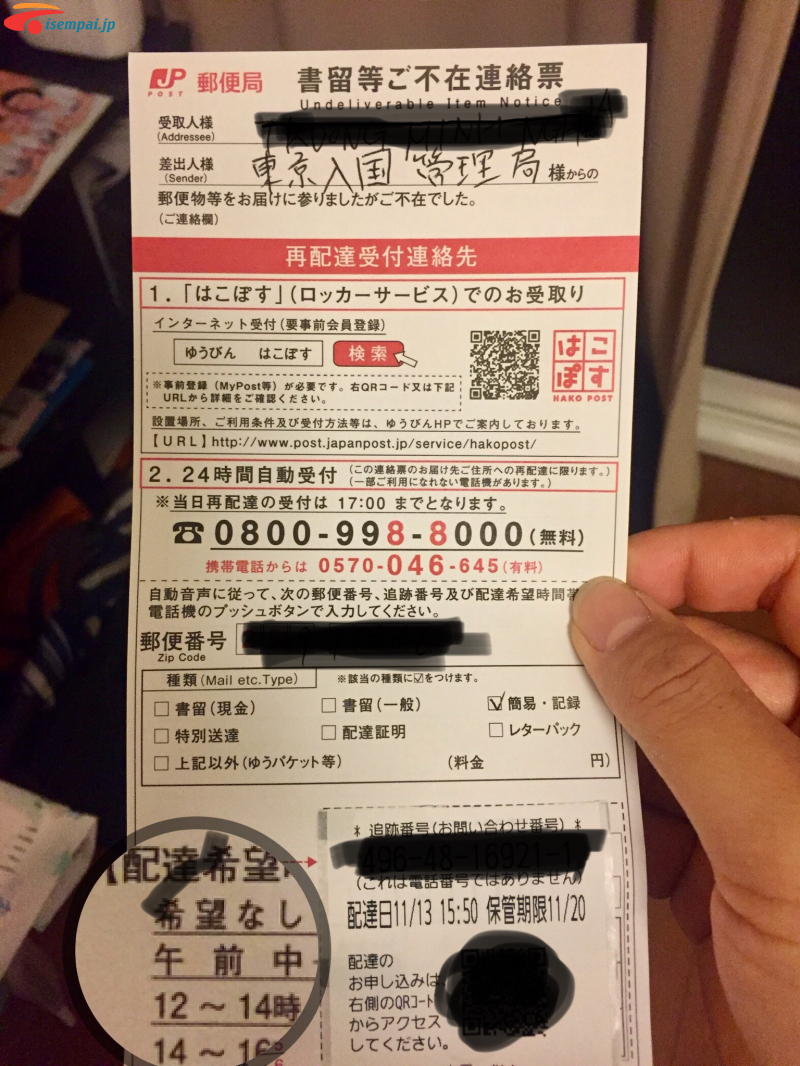 isempai.jp
JP
POST
郵便局
書留等ご不在連絡票
Undeliverable Item Notice
受取人様
(Addressee)
差出人様
(Sender)
東京入国管理局 様からの
郵便物等をお届けに参りましたがご不在でした。
(ご連絡欄)
再配達受付連絡先
1.「はこぽす」(ロッカーサービス)でのお受取り
インターネット受付(要事前会員登録)
ゆうびん はこぽす
検索
はこぽす
HAKO POST
※事前登録(MyPost等)が必要です。右QRコード又は下記
URLから詳細をご確認ください。
設置場所、ご利用条件及び受付方法等は、ゆうびんHPでご案内しております。
【URL】http://www.post.japanpost.jp/service/hakopost/
2.24時間自動受付 (この連絡票のお届け先ご住所への再配達に限ります。)
(一部ご利用になれない電話機があります。)
※当日再配達の受付は 17:00 までとなります。
☎0800-998-8000(無料)
携帯電話からは 0570-046-645(有料)
自動音声に従って、次の郵便番号、追跡番号及び配達希望時間帯
電話機のプッシュボタンで入力してください。
郵便番号
Zip Code
種類(Mail etc.Type) ※該当の種類に☑をつけます。
□ 書留(現金) □ 書留(一般) ☑ 簡易・記録
□ 特別送達 □ 配達証明 □ レターパック
□ 上記以外(ゆうパケット等) (料金 円)
* 追跡番号(お問い合わせ番号) *
(これは電話番号ではありません)
配達日11/13 15:50 保管期限11/20
配達の
お申し込みは、
右側のQRコード
からアクセス
してください。
【配達希望
希望なし
午前中
12〜14時
14〜16